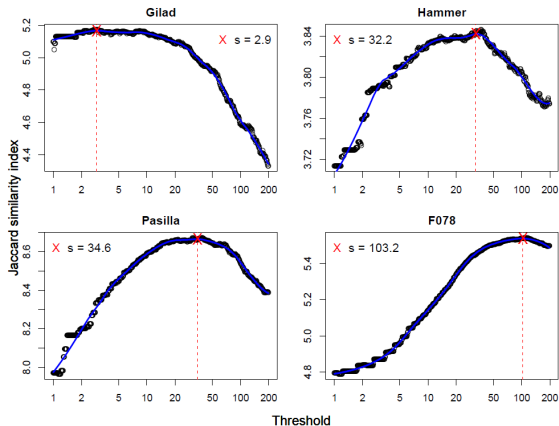 Gilad
Hammer
5.2
5.0
4.8
4.6
4.4
X s = 2.9
1 2 5 10 20 50 100 200
3.84
3.80
3.76
3.72
X s = 32.2
1 2 5 10 20 50 100 200
Jaccard similarity index
Pasilla
F078
8.6
8.4
8.2
8.0
X s = 34.6
1 2 5 10 20 50 100 200
5.4
5.2
5.0
4.8
X s = 103.2
1 2 5 10 20 50 100 200
Threshold